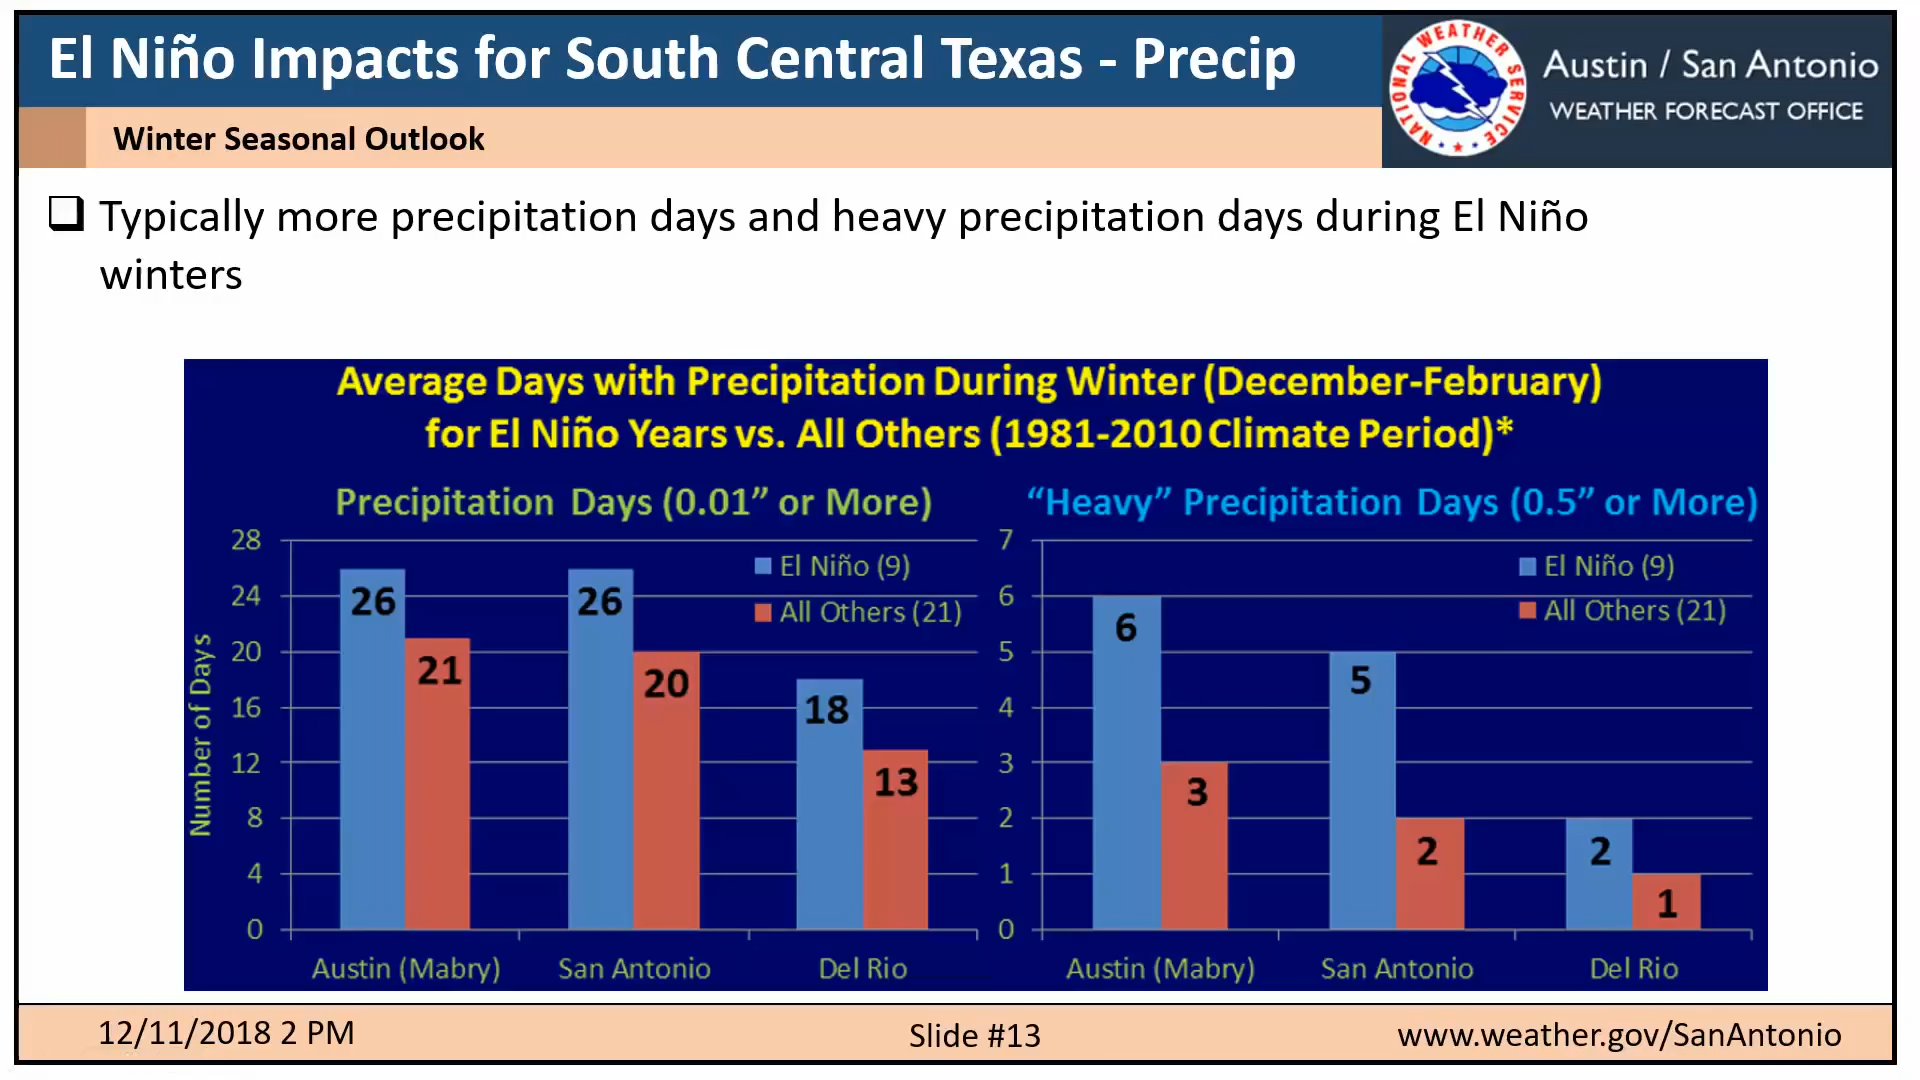 El Niño Impacts for South Central Texas - Precip
NATIONAL WEATHER SERVICE
Austin / San Antonio
WEATHER FORECAST OFFICE
Winter Seasonal Outlook
Typically more precipitation days and heavy precipitation days during El Niño
winters
Average Days with Precipitation During Winter (December-February)
for El Niño Years vs. All Others (1981-2010 Climate Period)*
Precipitation Days (0.01” or More)
Number of Days
28
24
20
16
12
8
4
0
El Niño (9)
All Others (21)
26
21
26
20
18
13
Austin (Mabry)
San Antonio
Del Rio
“Heavy” Precipitation Days (0.5” or More)
7
6
5
4
3
2
1
0
El Niño (9)
All Others (21)
6
3
5
2
2
1
Austin (Mabry)
San Antonio
Del Rio
12/11/2018 2 PM
Slide #13
www.weather.gov/SanAntonio